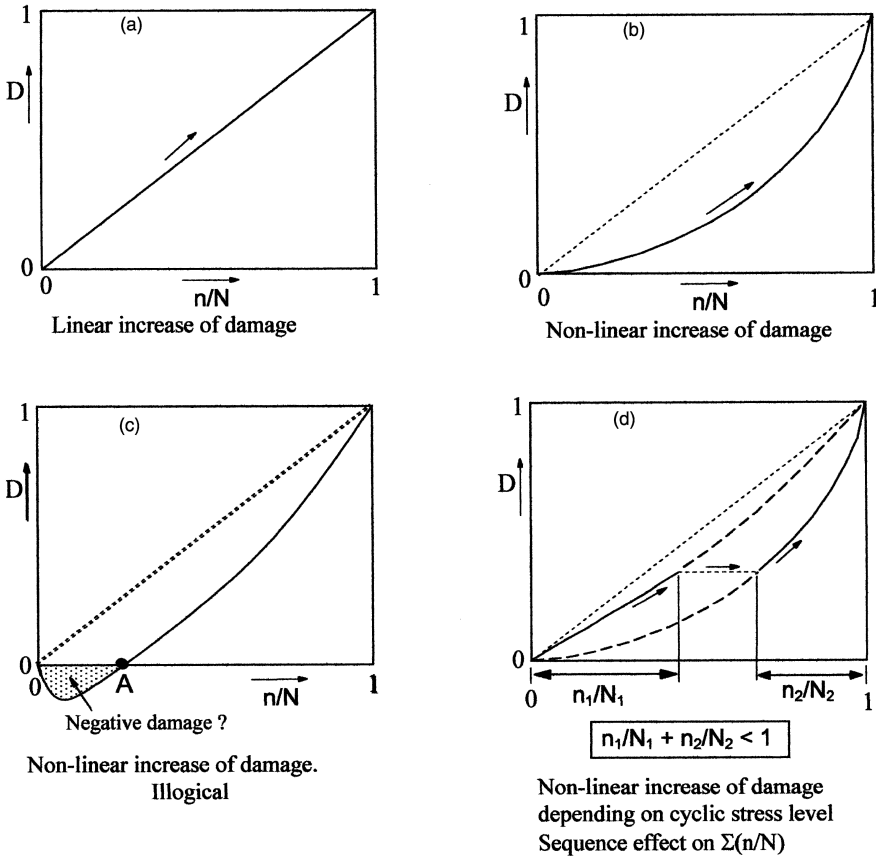 1
(a)
D
0
0
1
n/N
Linear increase of damage
1
(b)
D
0
0
1
n/N
Non-linear increase of damage
1
(c)
D
0
0
A
n/N
1
Negative damage ?
Non-linear increase of damage.
Illogical
1
(d)
D
0
0
n₁/N₁
n₂/N₂
1
n₁/N₁ + n₂/N₂ < 1
Non-linear increase of damage
depending on cyclic stress level
Sequence effect on Σ(n/N)